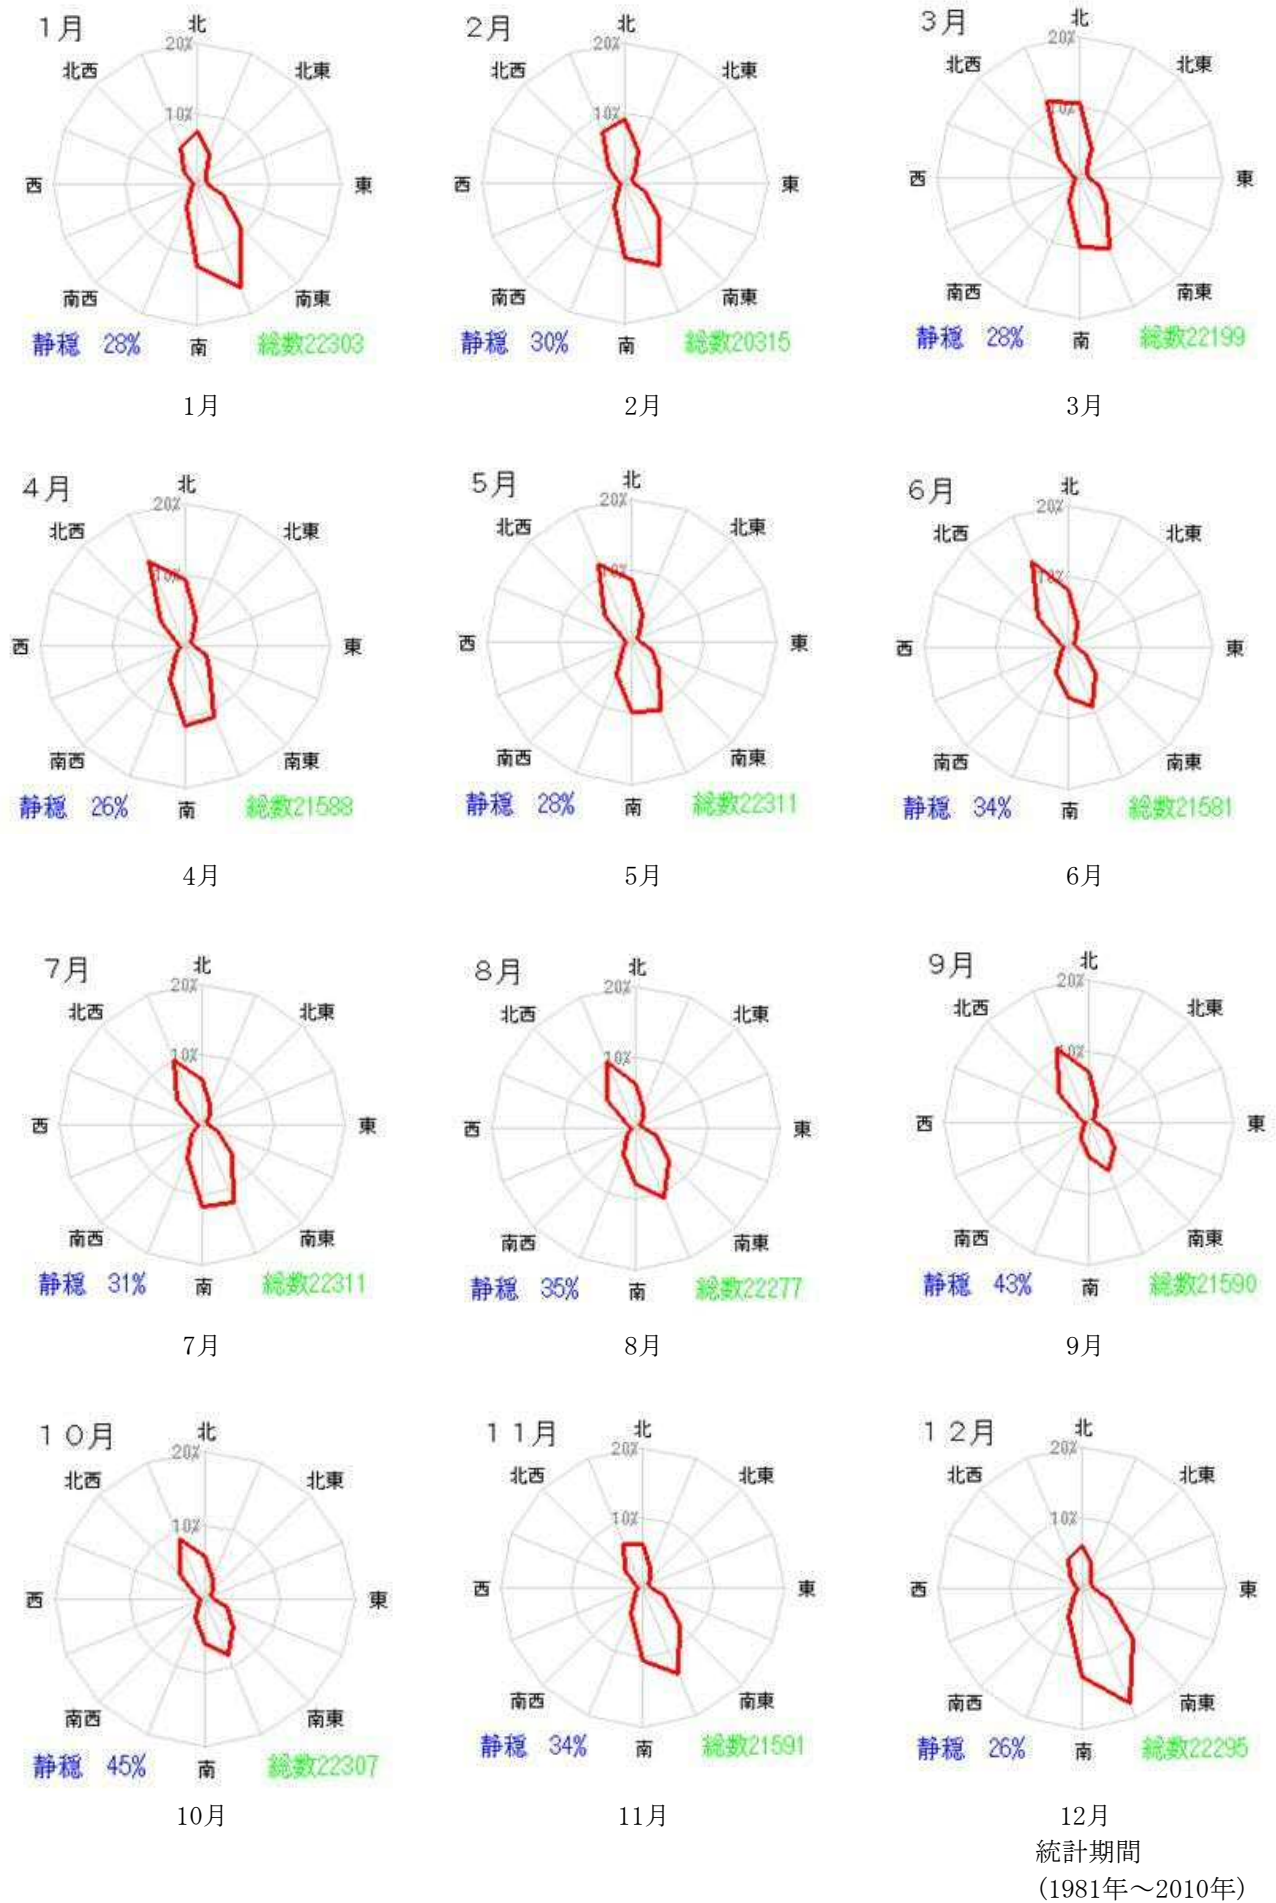 1月
北
20%
北西
北東
10%
西
東
南西
南東
静穏 28%
南
総数22303
1月
2月
北
20%
北西
北東
10%
西
東
南西
南東
静穏 30%
南
総数20315
2月
3月
北
20%
北西
北東
10%
西
東
南西
南東
静穏 28%
南
総数22199
3月
4月
北
20%
北西
北東
10%
西
東
南西
南東
静穏 26%
南
総数21588
4月
5月
北
20%
北西
北東
10%
西
東
南西
南東
静穏 28%
南
総数22311
5月
6月
北
20%
北西
北東
10%
西
東
南西
南東
静穏 34%
南
総数21581
6月
7月
北
20%
北西
北東
10%
西
東
南西
南東
静穏 31%
南
総数22311
7月
8月
北
20%
北西
北東
10%
西
東
南西
南東
静穏 35%
南
総数22277
8月
9月
北
20%
北西
北東
10%
西
東
南西
南東
静穏 43%
南
総数21590
9月
10月
北
20%
北西
北東
10%
西
東
南西
南東
静穏 45%
南
総数22307
10月
11月
北
20%
北西
北東
10%
西
東
南西
南東
静穏 34%
南
総数21591
11月
12月
北
20%
北西
北東
10%
西
東
南西
南東
静穏 26%
南
総数22295
12月
統計期間
(1981年~2010年)